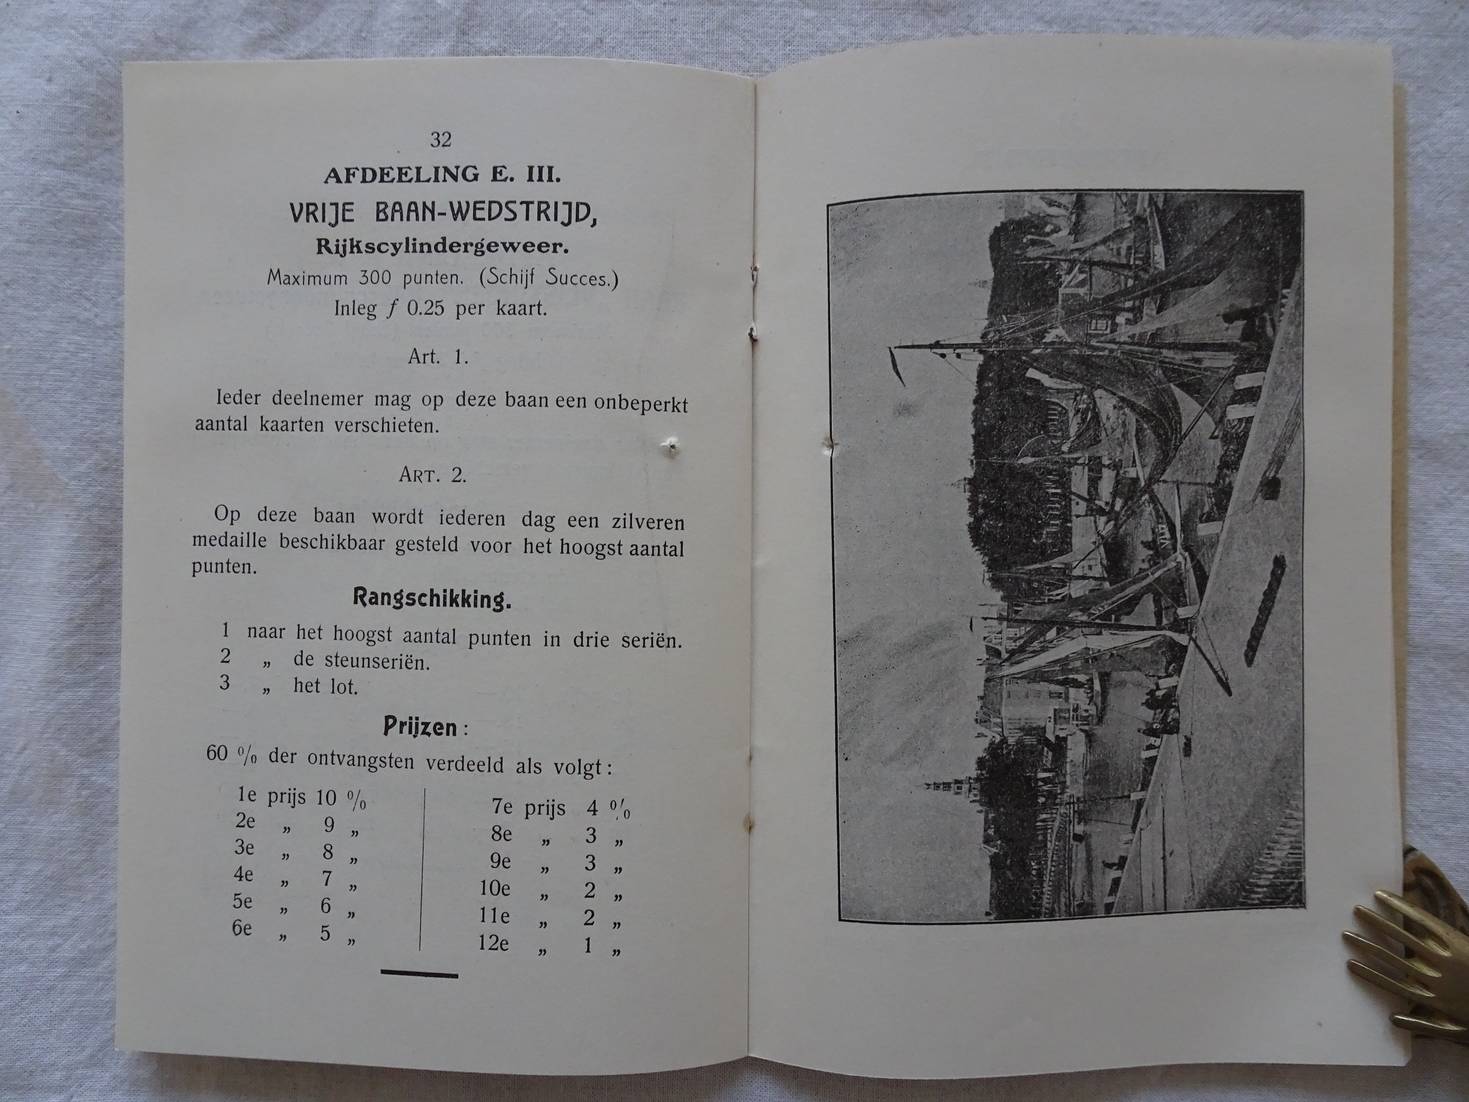 32
AFDEELING E. III.
VRIJE BAAN-WEDSTRIJD,
Rijkscylindergeweer.
Maximum 300 punten. (Schijf Succes.)
Inleg ƒ 0.25 per kaart.
Art. 1.
Ieder deelnemer mag op deze baan een onbeperkt
aantal kaarten verschieten.
ART. 2.
Op deze baan wordt iederen dag een zilveren
medaille beschikbaar gesteld voor het hoogst aantal
punten.
Rangschikking.
1 naar het hoogst aantal punten in drie seriën.
2 „ de steunseriën.
3 „ het lot.
Prijzen :
60 % der ontvangsten verdeeld als volgt :
1e prijs 10 %
2e „ 9 „
3e „ 8 „
4e „ 7 „
5e „ 6 „
6e „ 5 „
7e prijs 4 %
8e „ 3 „
9e „ 3 „
10e „ 2 „
11e „ 2 „
12e „ 1 „